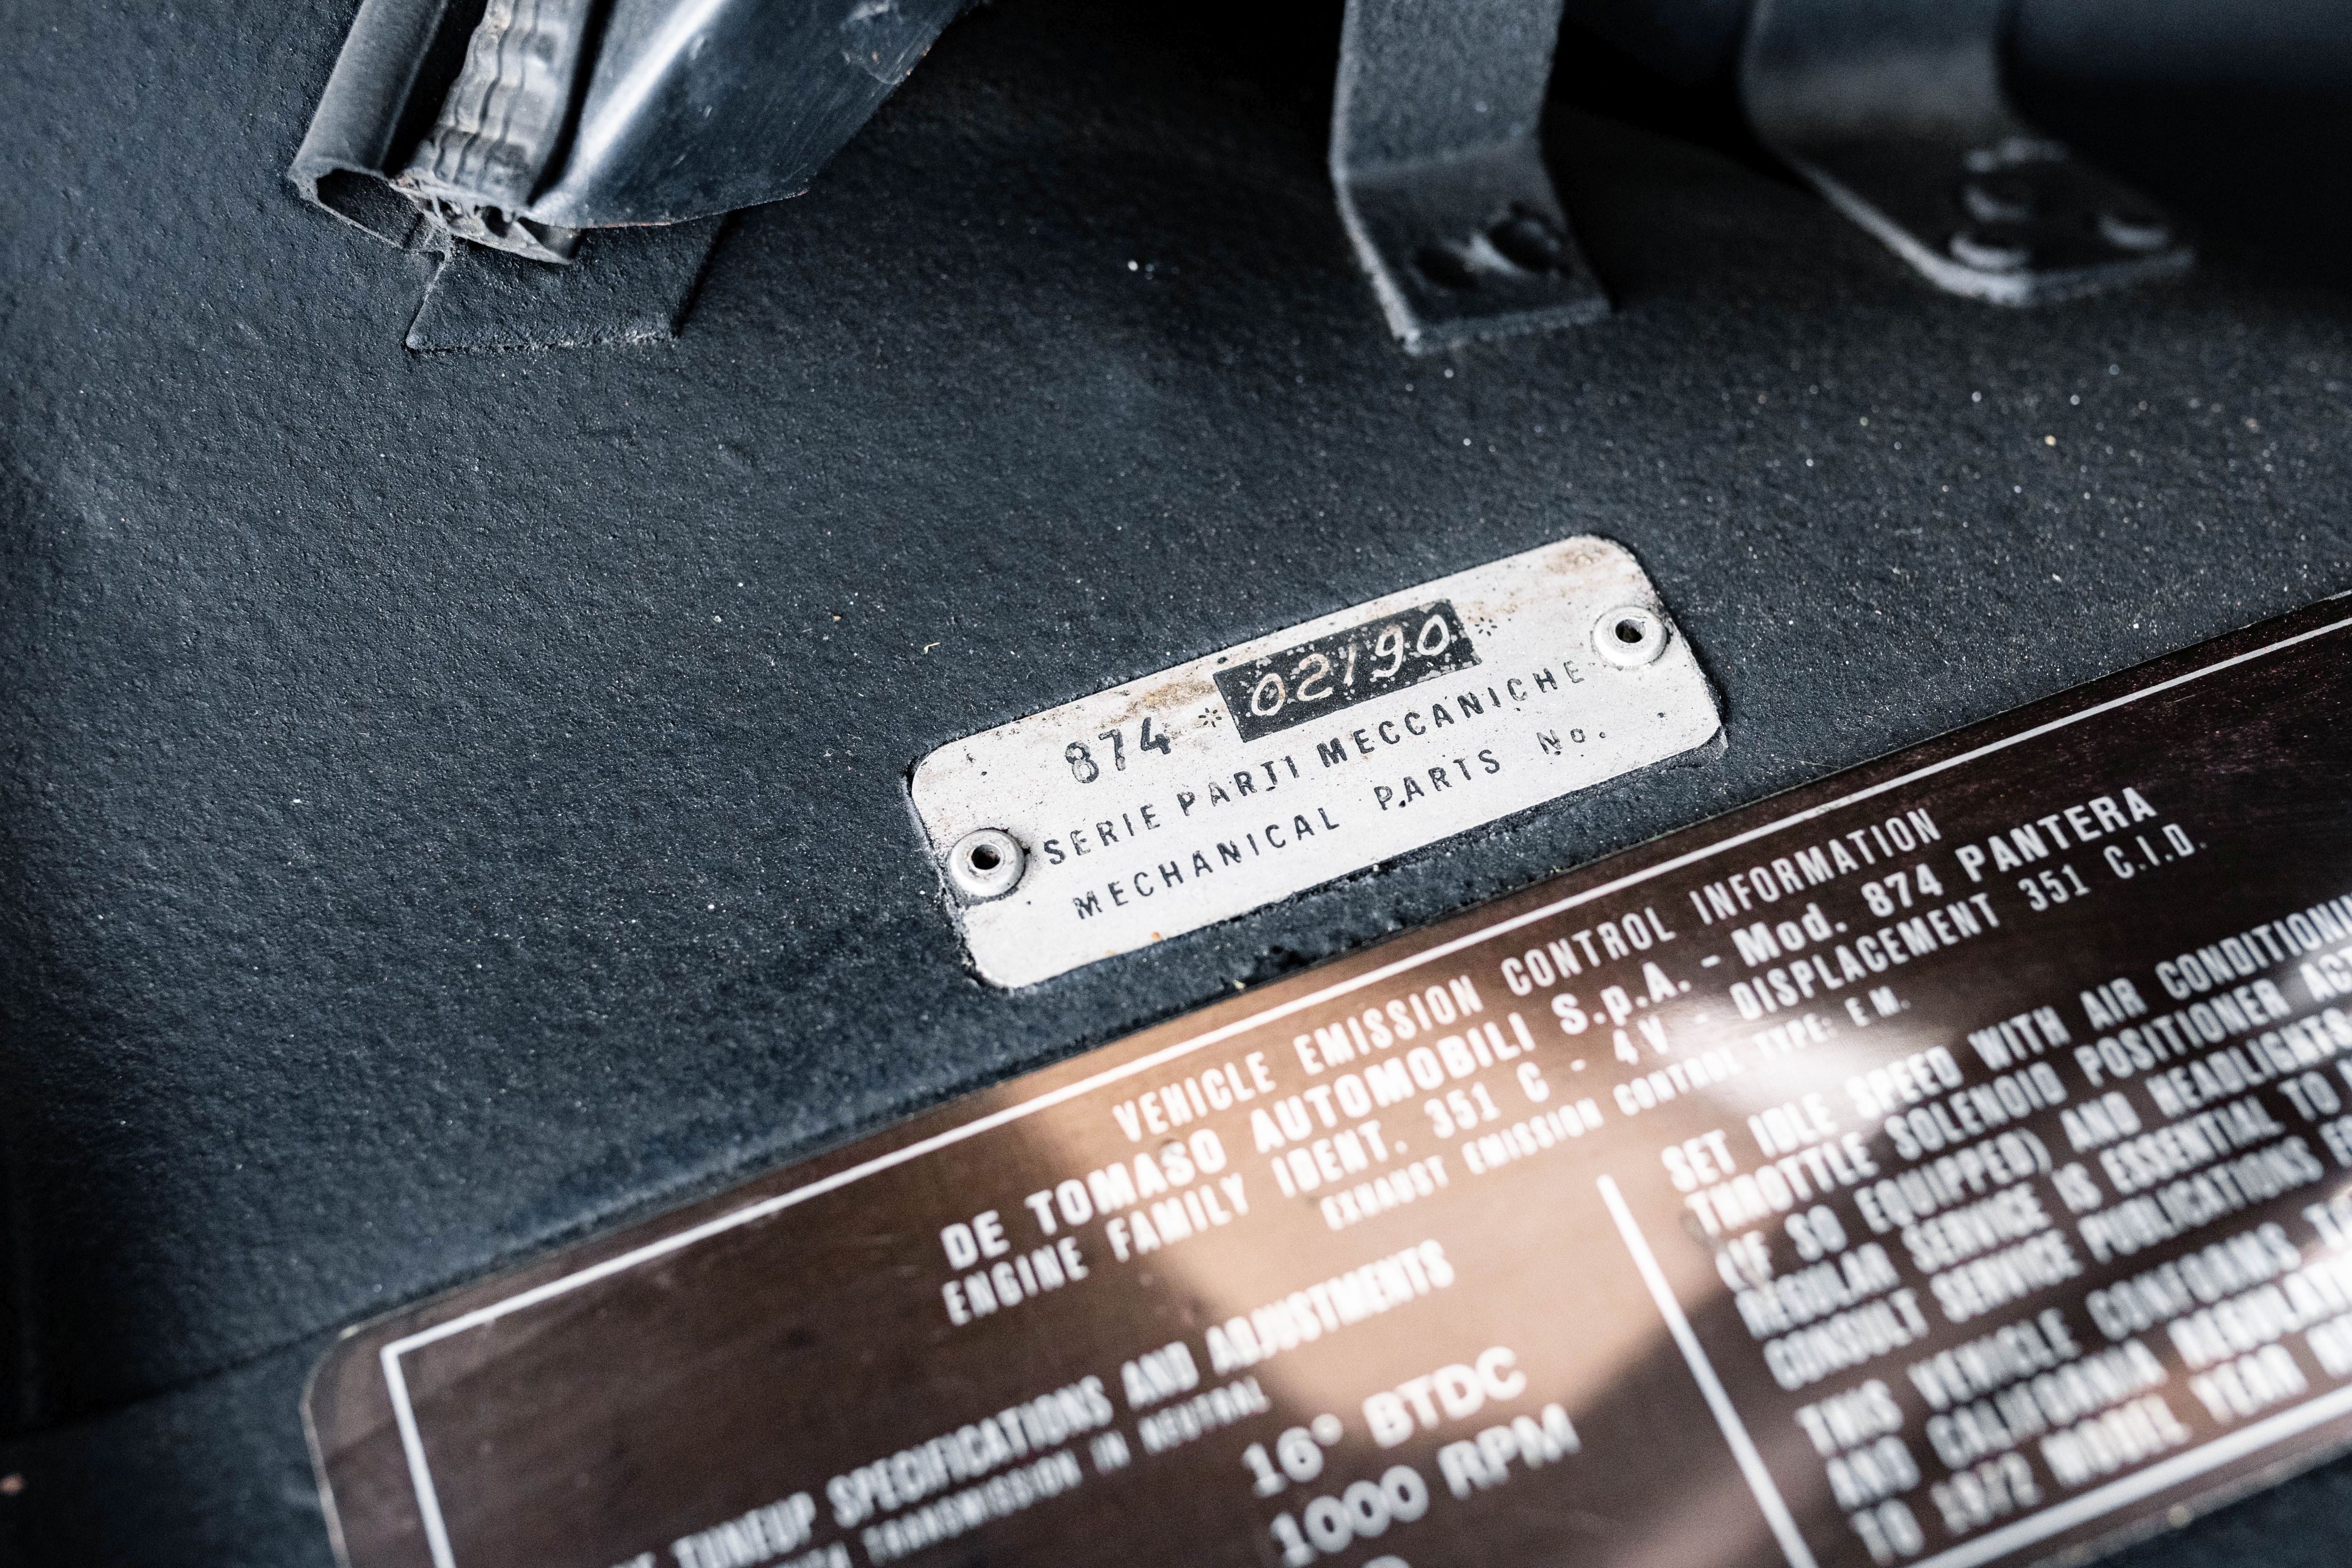 874 * 02190 *
SERIE PARTI MECCANICHE
MECHANICAL PARTS No.
VEHICLE EMISSION CONTROL INFORMATION
DE TOMASO AUTOMOBILI S.p.A. - Mod. 874 PANTERA
ENGINE FAMILY IDENT. 351 C - 4V - DISPLACEMENT 351 C.I.D.
EXHAUST EMISSION CONTROL TYPE: E M.
TUNEUP SPECIFICATIONS AND ADJUSTMENTS
TRANSMISSION IN NEUTRAL
16° BTDC
1000 RPM
SET IDLE SPEED WITH AIR CONDITIONI
THROTTLE SOLENOID POSITIONER ACT
(IF SO EQUIPPED) AND HEADLIGHTS
REGULAR SERVICE IS ESSENTIAL TO
CONSULT SERVICE PUBLICATIONS
THIS VEHICLE CONFORMS
AND CALIFORNIA REGULAT
TO 1972 MODEL YEAR